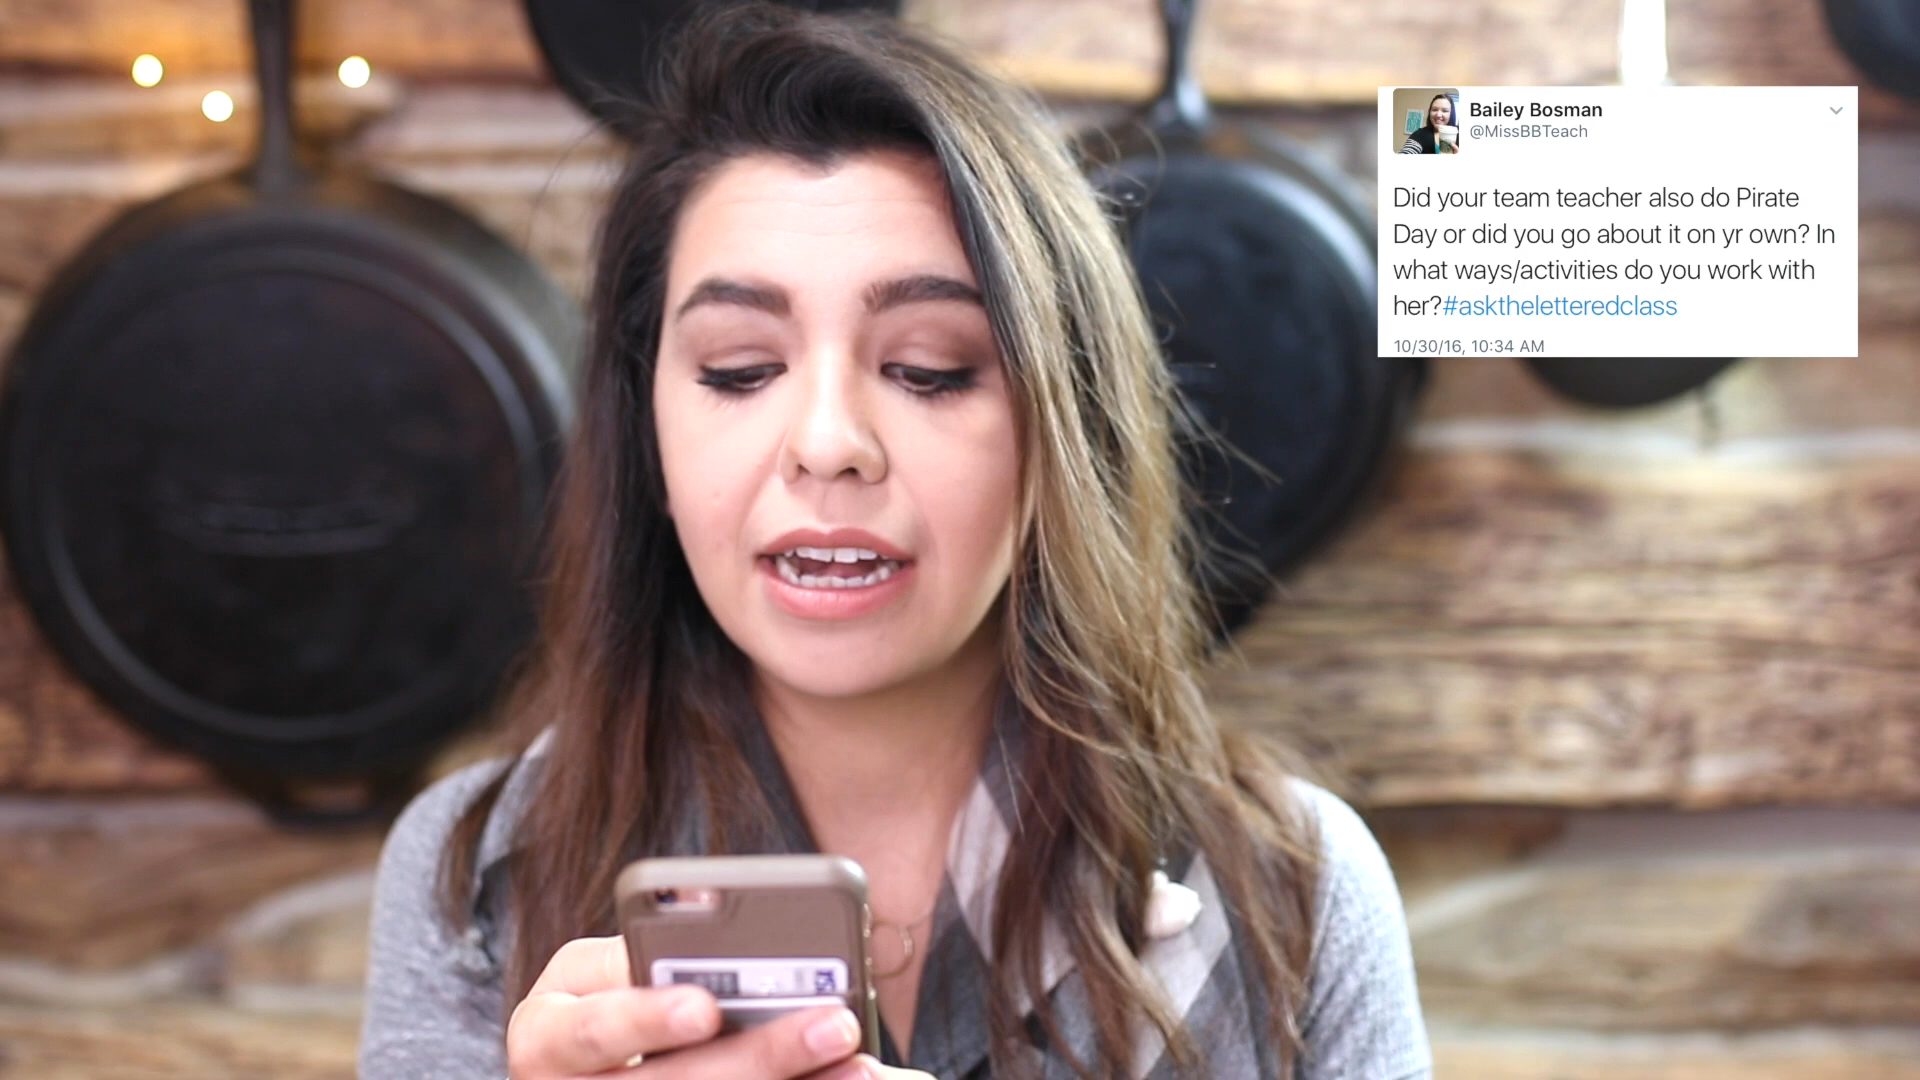 Bailey Bosman
@MissBBTeach
Did your team teacher also do Pirate
Day or did you go about it on yr own? In
what ways/activities do you work with
her?#asktheletteredclass
10/30/16, 10:34 AM